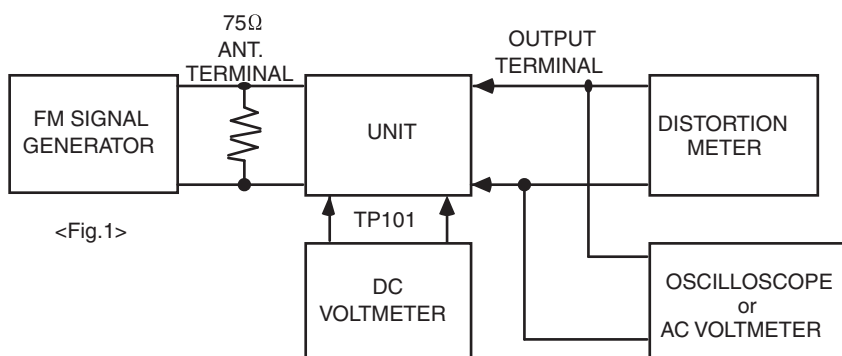 75Ω
ANT.
TERMINAL
OUTPUT
TERMINAL
FM SIGNAL
GENERATOR
UNIT
DISTORTION
METER
<Fig.1>
TP101
DC
VOLTMETER
OSCILLOSCOPE
or
AC VOLTMETER